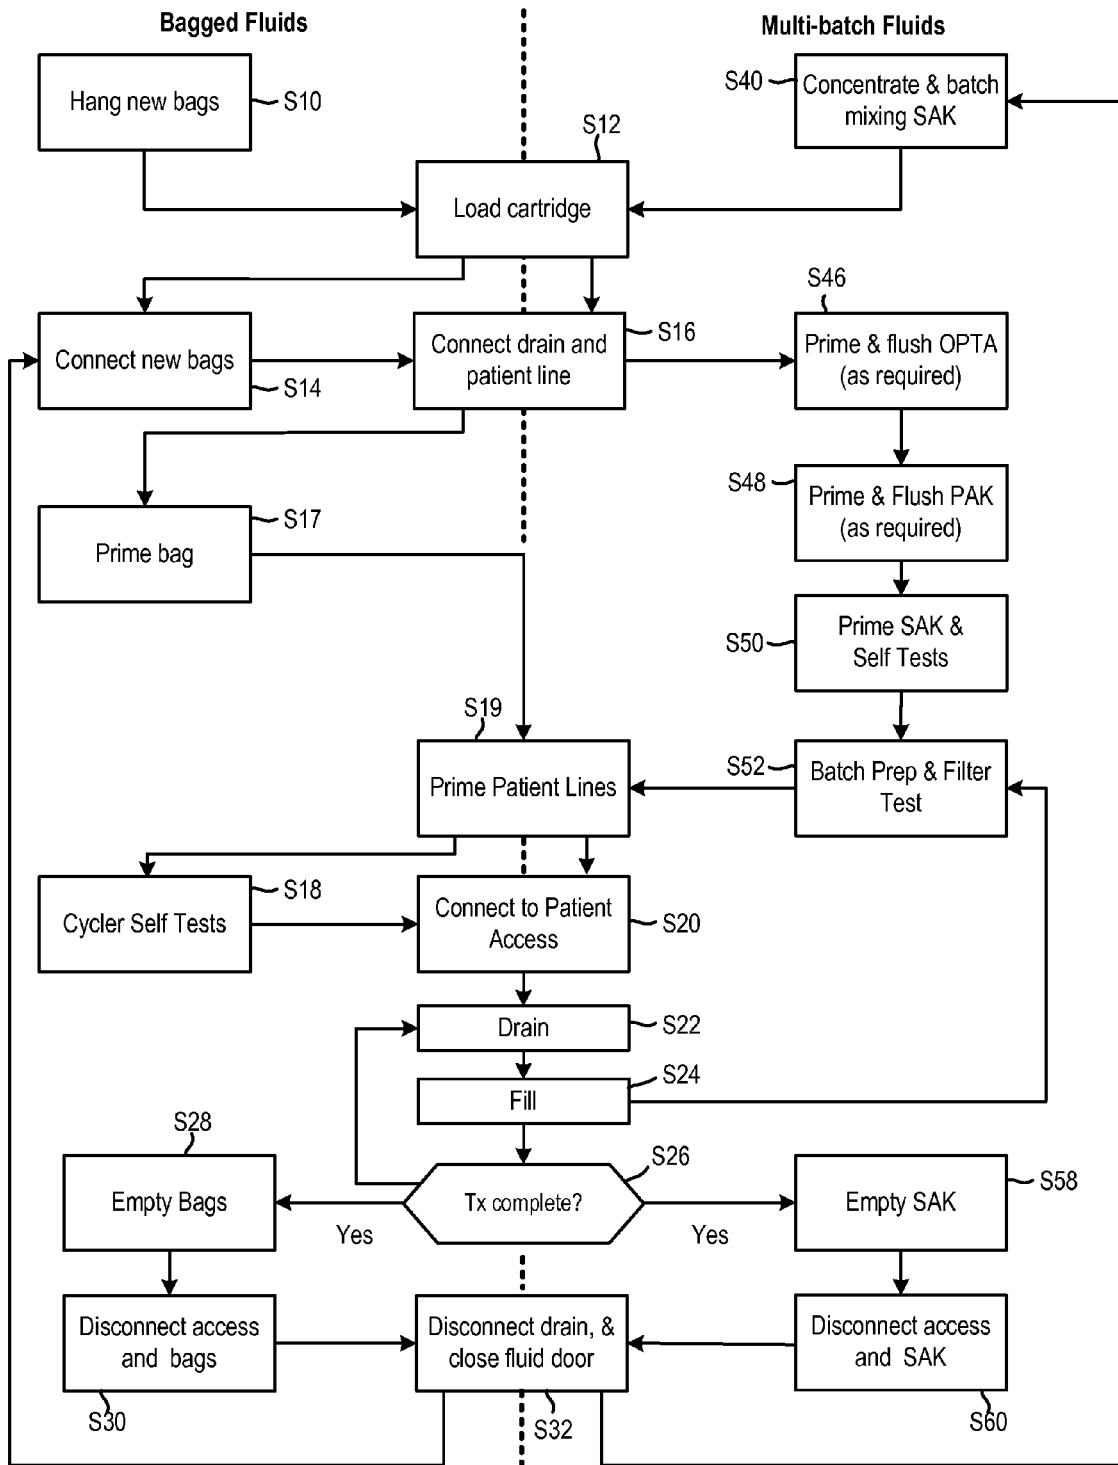 Bagged Fluids
Multi-batch Fluids
Hang new bags
S10
S40
Concentrate & batch
mixing SAK
S12
Load cartridge
S46
Connect new bags
S14
Connect drain and
patient line
S16
Prime & flush OPTA
(as required)
S48
Prime & Flush PAK
(as required)
S17
Prime bag
S50
Prime SAK &
Self Tests
S19
Prime Patient Lines
S52
Batch Prep & Filter
Test
S18
Cycler Self Tests
Connect to Patient
Access
S20
Drain
S22
S24
Fill
S28
S26
Empty Bags
Tx complete?
Empty SAK
S58
Yes
Yes
Disconnect access
and bags
Disconnect drain, &
close fluid door
Disconnect access
and SAK
S30
S32
S60